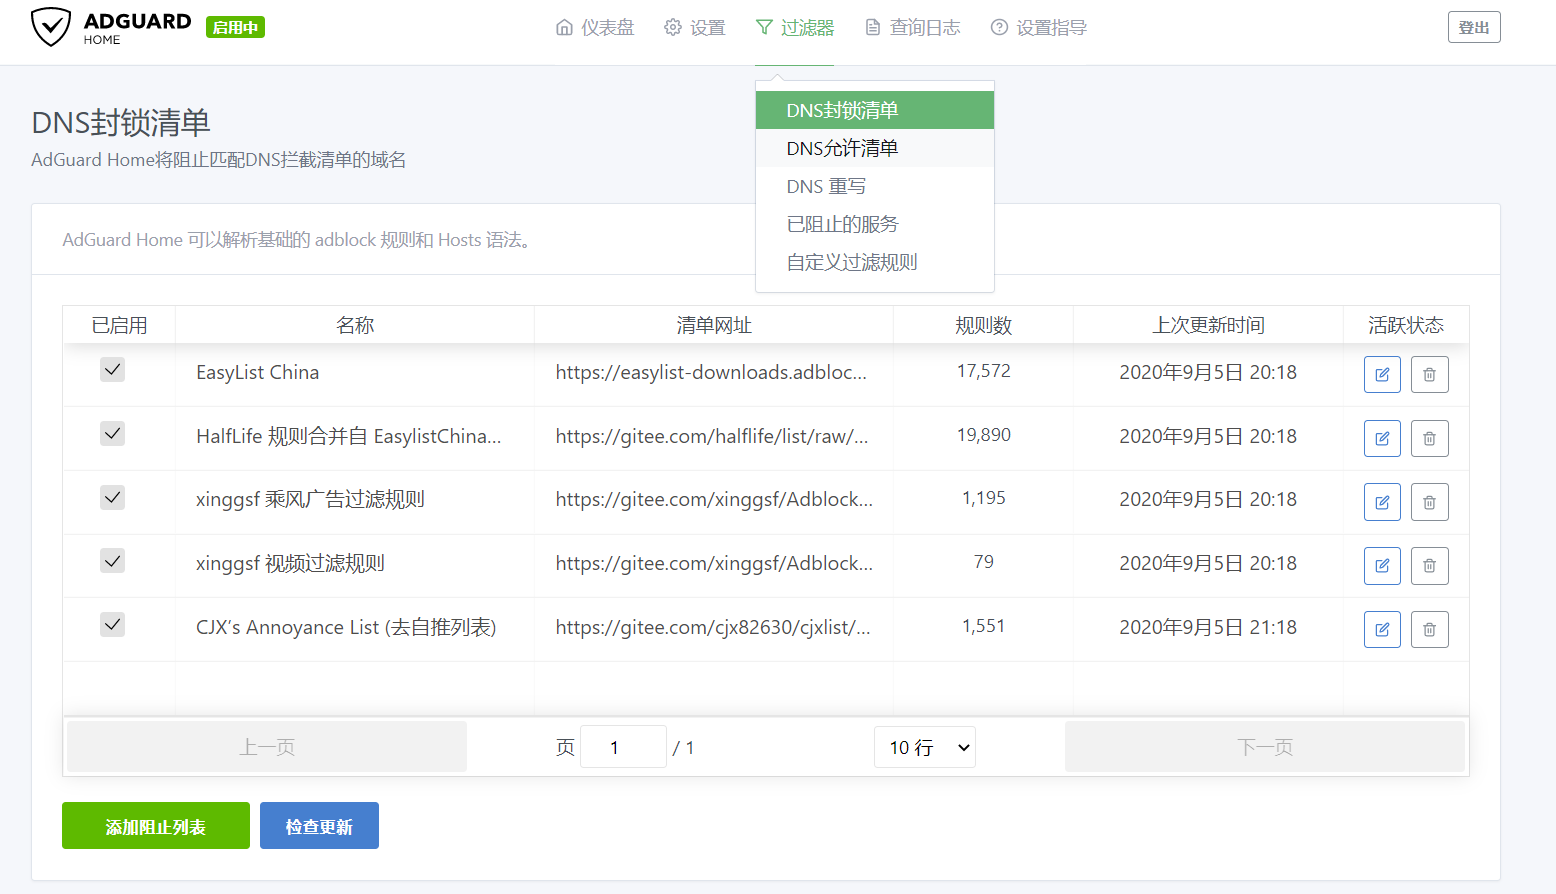 ADGUARD
HOME
启用中
仪表盘
设置
过滤器
查询日志
设置指导
登出
DNS封锁清单
DNS允许清单
DNS 重写
已阻止的服务
自定义过滤规则
DNS封锁清单
AdGuard Home将阻止匹配DNS拦截清单的域名
AdGuard Home 可以解析基础的 adblock 规则和 Hosts 语法。
已启用 名称 清单网址 规则数 上次更新时间 活跃状态
EasyList China https://easylist-downloads.adbloc... 17,572 2020年9月5日 20:18
HalfLife 规则合并自 EasylistChina... https://gitee.com/halflife/list/raw/... 19,890 2020年9月5日 20:18
xinggsf 乘风广告过滤规则 https://gitee.com/xinggsf/Adblock... 1,195 2020年9月5日 20:18
xinggsf 视频过滤规则 https://gitee.com/xinggsf/Adblock... 79 2020年9月5日 20:18
CJX’s Annoyance List (去自推列表) https://gitee.com/cjx82630/cjxlist/... 1,551 2020年9月5日 21:18
上一页 页 1 / 1 10 行 下一页
添加阻止列表 检查更新